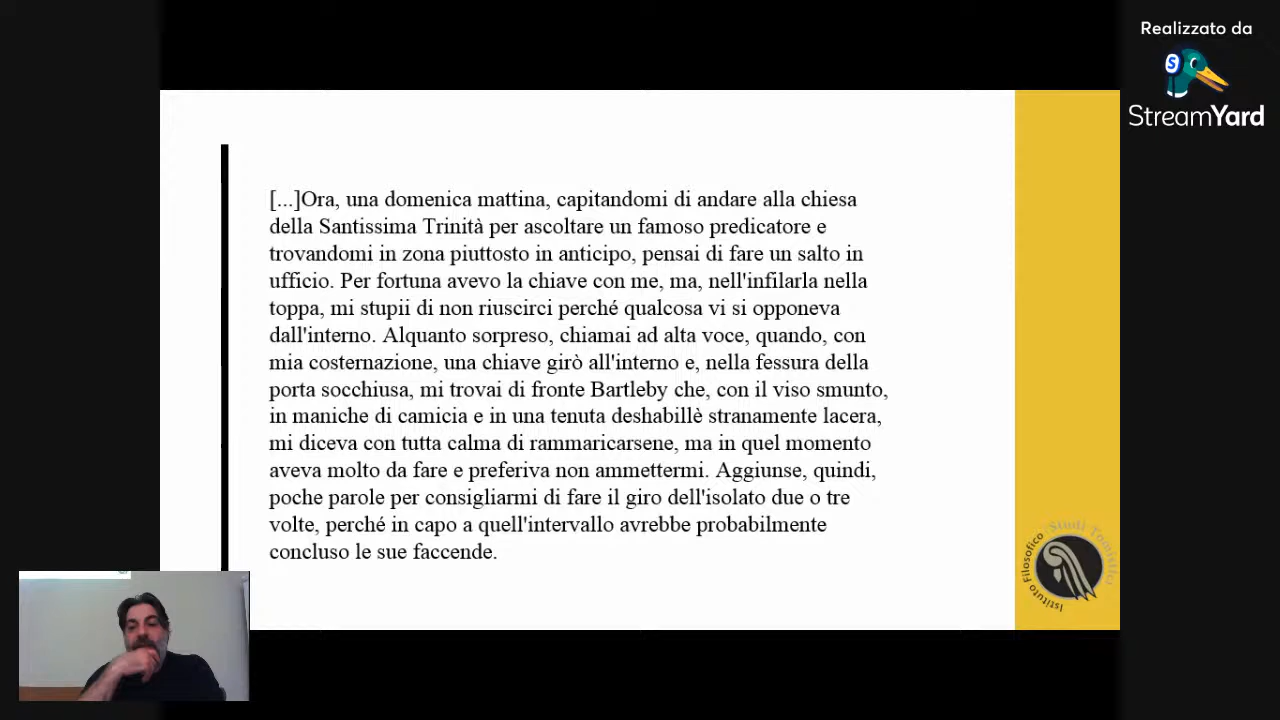 Realizzato da
S
StreamYard
[...]Ora, una domenica mattina, capitandomi di andare alla chiesa
della Santissima Trinità per ascoltare un famoso predicatore e
trovandomi in zona piuttosto in anticipo, pensai di fare un salto in
ufficio. Per fortuna avevo la chiave con me, ma, nell'infilarla nella
toppa, mi stupii di non riuscirci perché qualcosa vi si opponeva
dall'interno. Alquanto sorpreso, chiamai ad alta voce, quando, con
mia costernazione, una chiave girò all'interno e, nella fessura della
porta socchiusa, mi trovai di fronte Bartleby che, con il viso smunto,
in maniche di camicia e in una tenuta deshabillè stranamente lacera,
mi diceva con tutta calma di rammaricarsene, ma in quel momento
aveva molto da fare e preferiva non ammettermi. Aggiunse, quindi,
poche parole per consigliarmi di fare il giro dell'isolato due o tre
volte, perché in capo a quell'intervallo avrebbe probabilmente
concluso le sue faccende.
Istituto Filosofico · Studi Tomistici